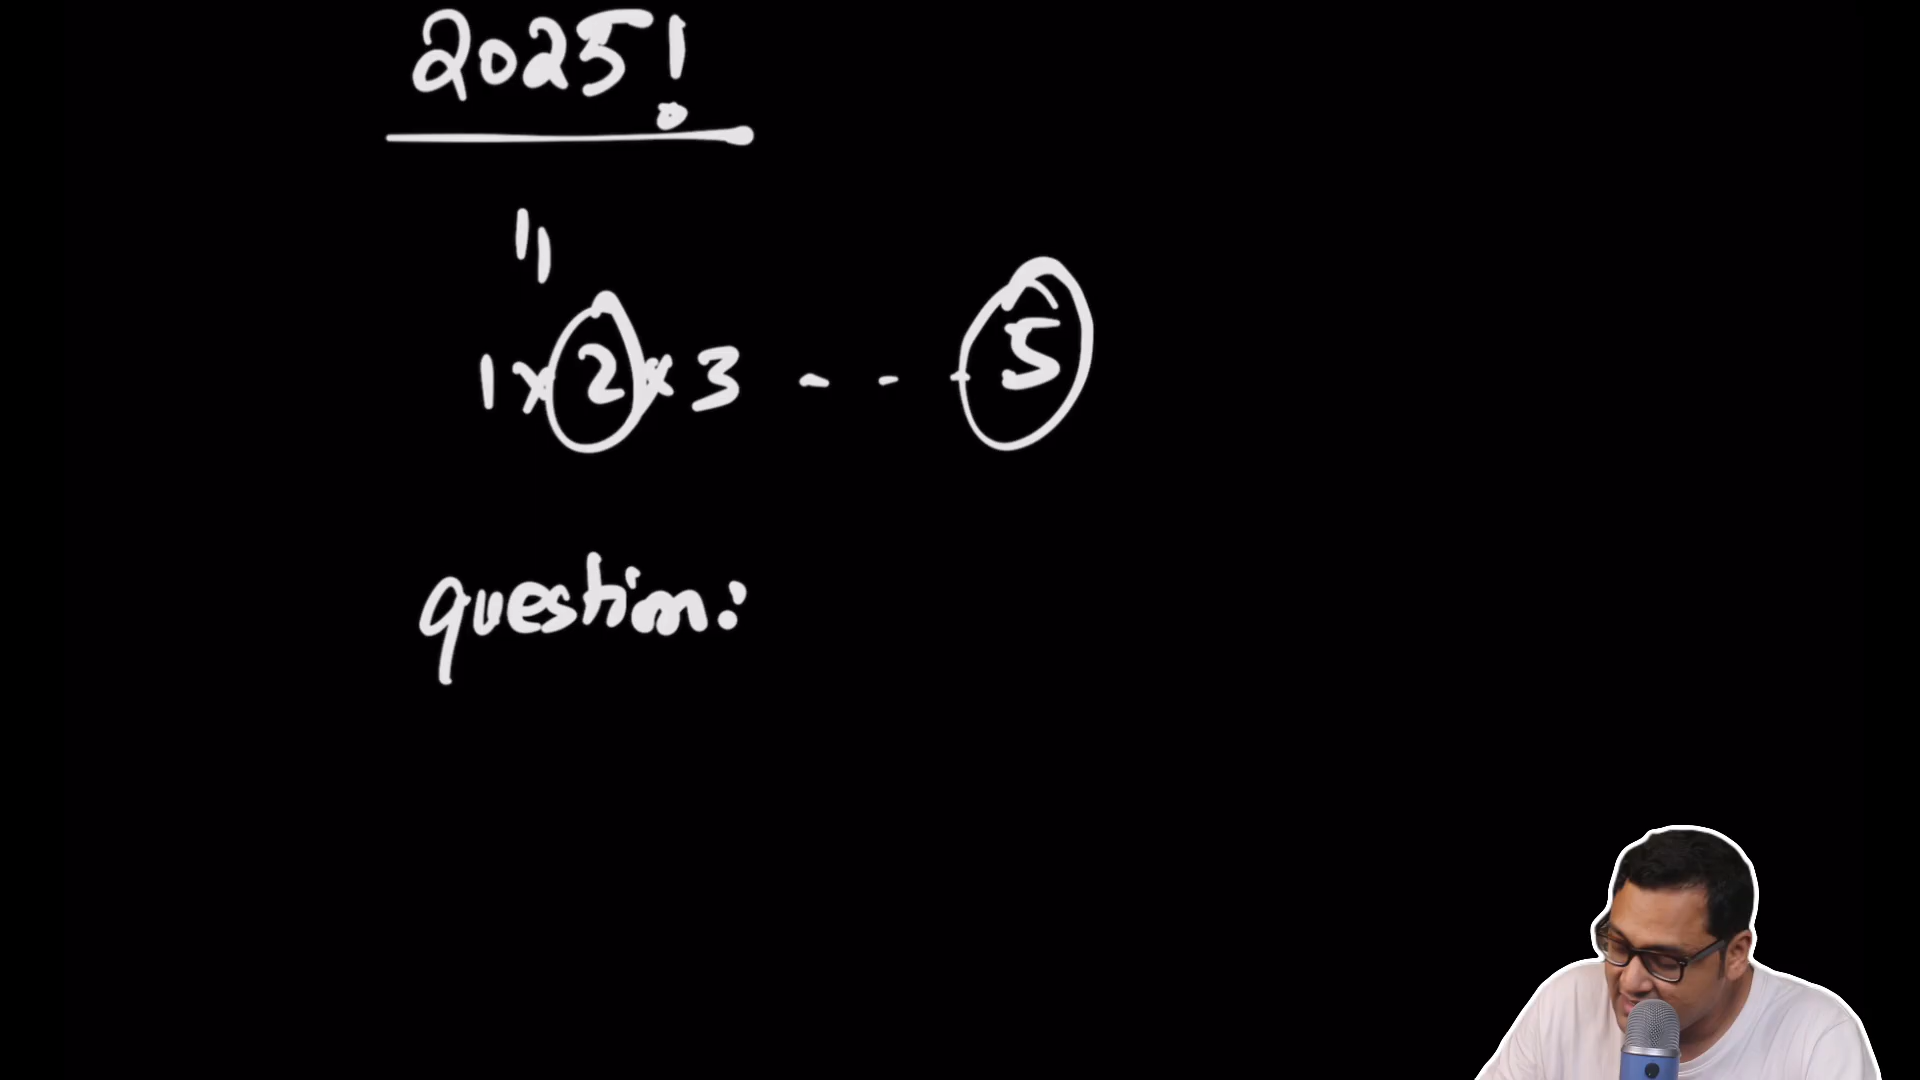 2025!
||
1 × 2 × 3 - - - 5
question: